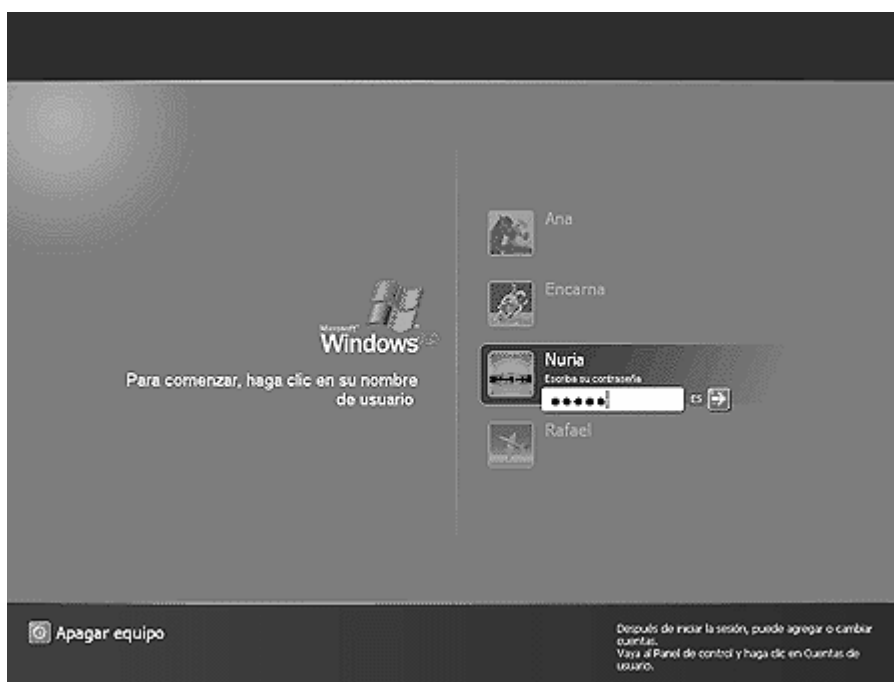 Ana
Encarna
Microsoft
Windows xp
Para comenzar, haga clic en su nombre
de usuario
Nuria
Escriba su contraseña
ES
Rafael
Apagar equipo
Después de iniciar la sesión, puede agregar o cambiar
cuentas.
Vaya al Panel de control y haga clic en Cuentas de
usuario.